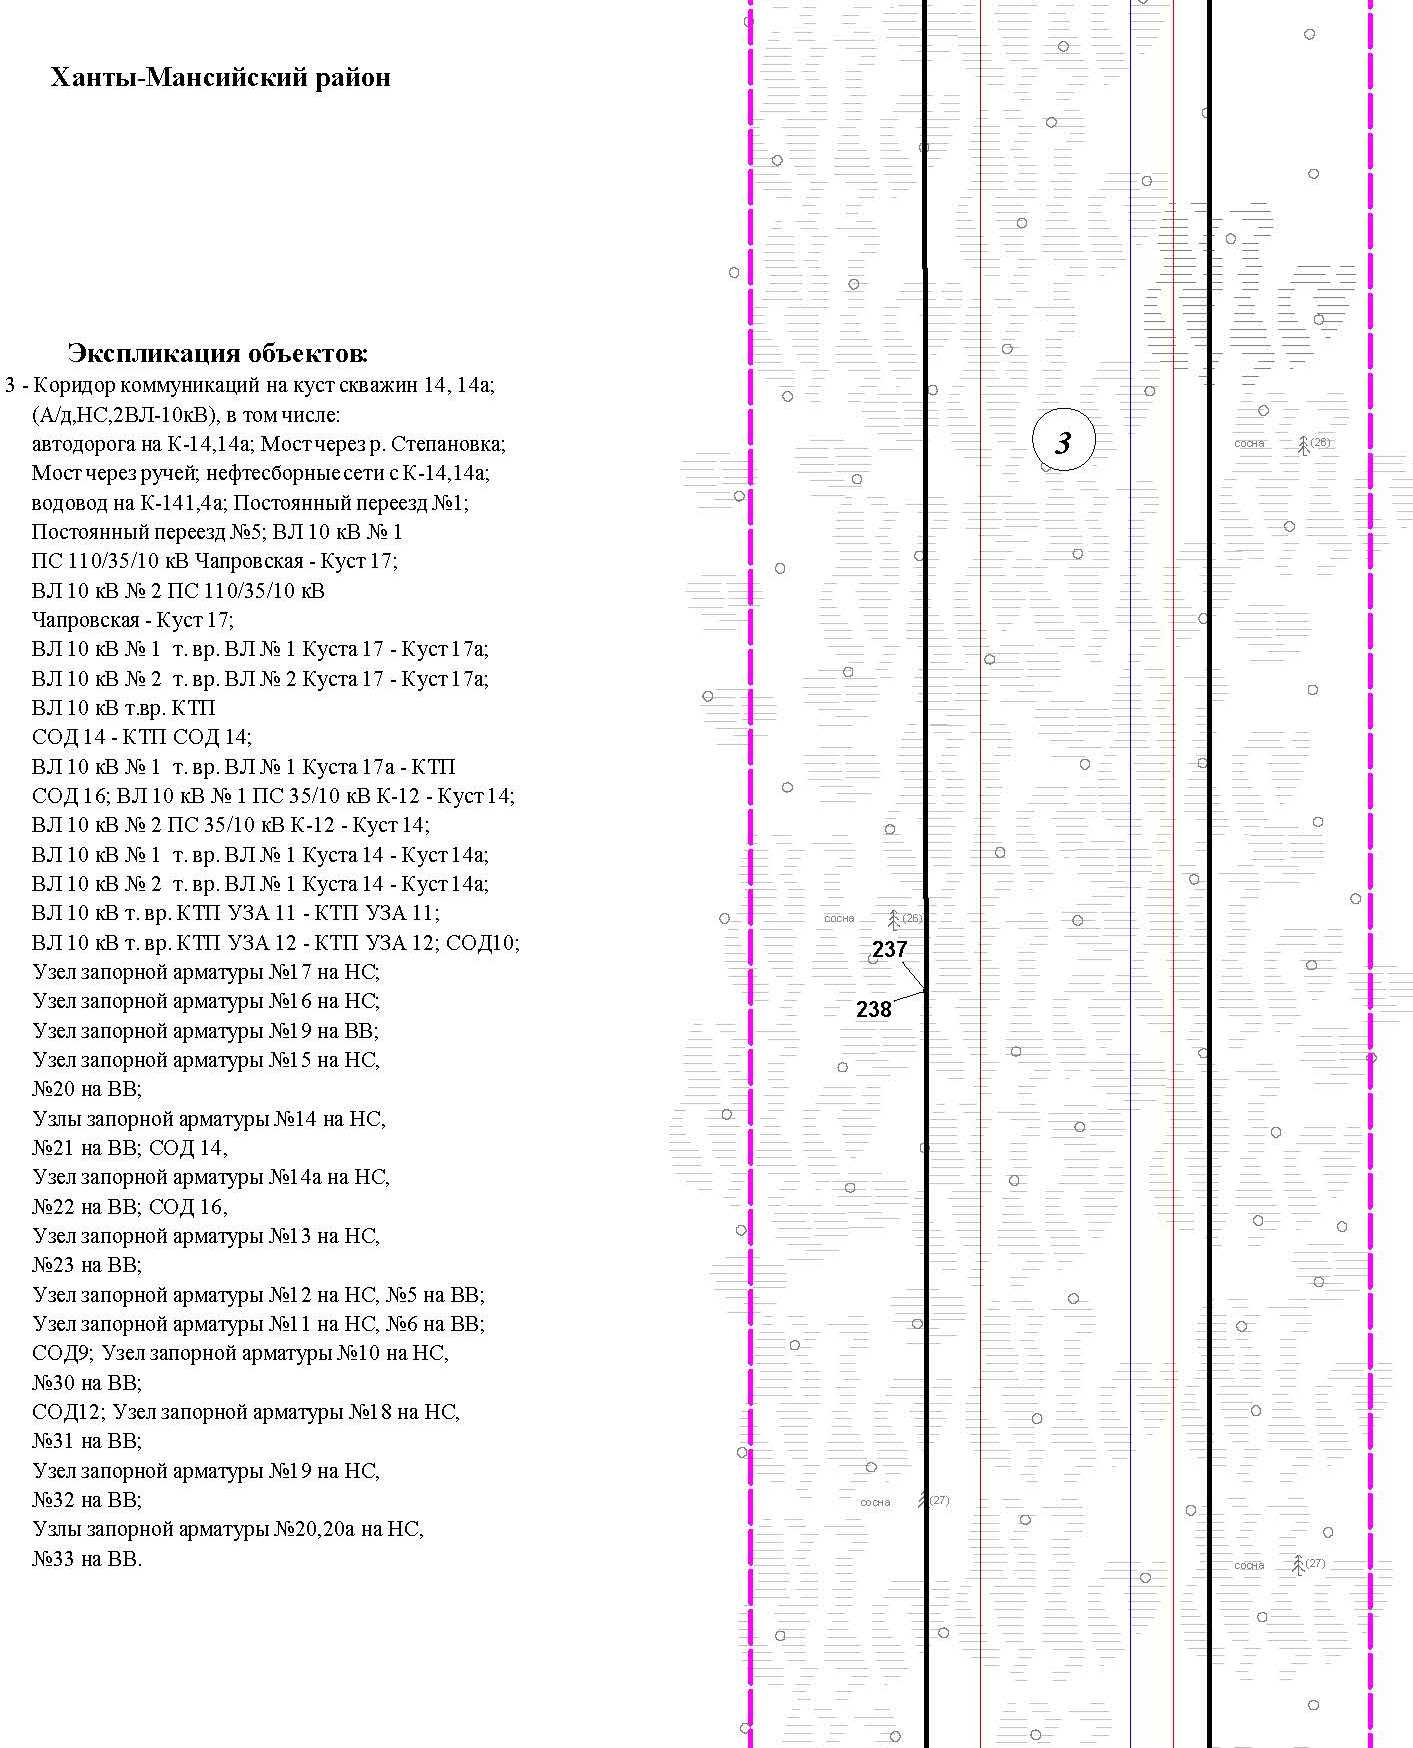 Ханты-Мансийский район
Экспликация объектов:
3 - Коридор коммуникаций на куст скважин 14, 14а;
(А/д,НС,2ВЛ-10кВ), в том числе:
автодорога на К-14,14а; Мост через р. Степановка;
Мост через ручей; нефтесборные сети с К-14,14а;
водовод на К-141,4а; Постоянный переезд №1;
Постоянный переезд №5; ВЛ 10 кВ № 1
ПС 110/35/10 кВ Чапровская - Куст 17;
ВЛ 10 кВ № 2 ПС 110/35/10 кВ
Чапровская - Куст 17;
ВЛ 10 кВ № 1 т. вр. ВЛ № 1 Куста 17 - Куст 17а;
ВЛ 10 кВ № 2 т. вр. ВЛ № 2 Куста 17 - Куст 17а;
ВЛ 10 кВ т.вр. КТП
СОД 14 - КТП СОД 14;
ВЛ 10 кВ № 1 т. вр. ВЛ № 1 Куста 17а - КТП
СОД 16; ВЛ 10 кВ № 1 ПС 35/10 кВ К-12 - Куст 14;
ВЛ 10 кВ № 2 ПС 35/10 кВ К-12 - Куст 14;
ВЛ 10 кВ № 1 т. вр. ВЛ № 1 Куста 14 - Куст 14а;
ВЛ 10 кВ № 2 т. вр. ВЛ № 1 Куста 14 - Куст 14а;
ВЛ 10 кВ т. вр. КТП УЗА 11 - КТП УЗА 11;
ВЛ 10 кВ т. вр. КТП УЗА 12 - КТП УЗА 12; СОД10;
Узел запорной арматуры №17 на НС;
Узел запорной арматуры №16 на НС;
Узел запорной арматуры №19 на ВВ;
Узел запорной арматуры №15 на НС,
№20 на ВВ;
Узлы запорной арматуры №14 на НС,
№21 на ВВ; СОД 14,
Узел запорной арматуры №14а на НС,
№22 на ВВ; СОД 16,
Узел запорной арматуры №13 на НС,
№23 на ВВ;
Узел запорной арматуры №12 на НС, №5 на ВВ;
Узел запорной арматуры №11 на НС, №6 на ВВ;
СОД9; Узел запорной арматуры №10 на НС,
№30 на ВВ;
СОД12; Узел запорной арматуры №18 на НС,
№31 на ВВ;
Узел запорной арматуры №19 на НС,
№32 на ВВ;
Узлы запорной арматуры №20,20а на НС,
№33 на ВВ.
3
сосна (26)
сосна (26)
237
238
сосна (27)
сосна (27)